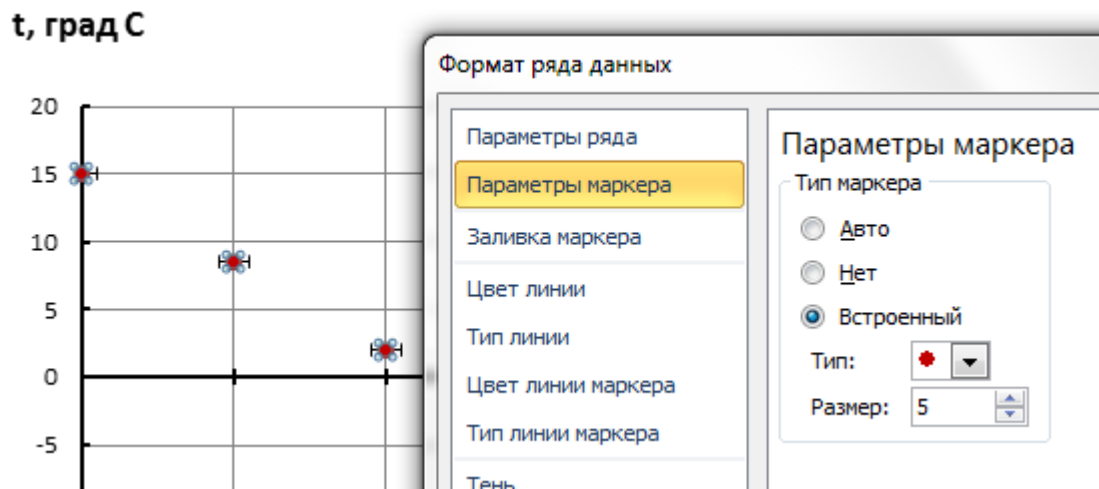 t, град C
20
15
10
5
0
-5
Формат ряда данных
Параметры ряда
Параметры маркера
Заливка маркера
Цвет линии
Тип линии
Цвет линии маркера
Тип линии маркера
Тень
Параметры маркера
Тип маркера
Авто
Нет
Встроенный
Тип:
Размер: 5